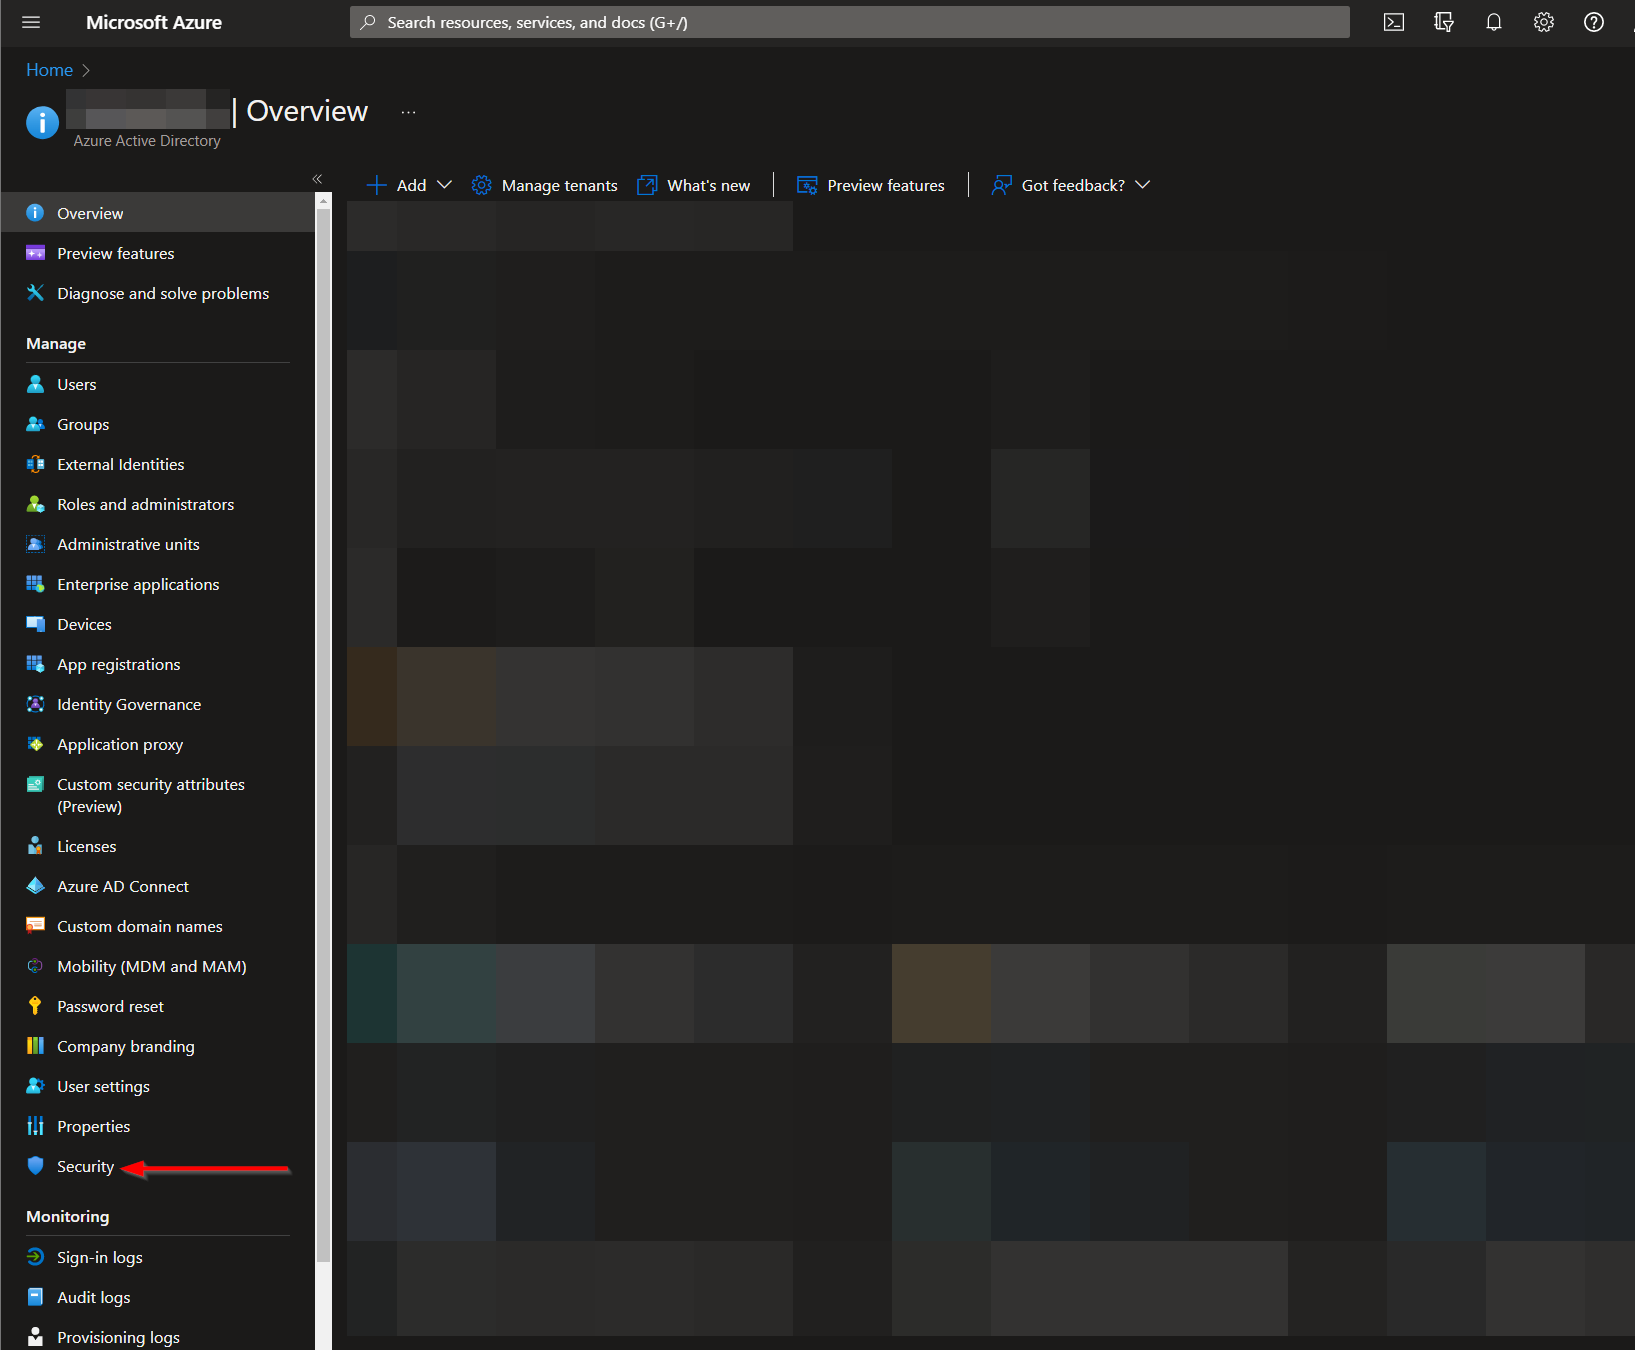 Microsoft Azure
Search resources, services, and docs (G+/)
Home
| Overview
...
Azure Active Directory
Add
Manage tenants
What's new
Preview features
Got feedback?
Overview
Preview features
Diagnose and solve problems
Manage
Users
Groups
External Identities
Roles and administrators
Administrative units
Enterprise applications
Devices
App registrations
Identity Governance
Application proxy
Custom security attributes
(Preview)
Licenses
Azure AD Connect
Custom domain names
Mobility (MDM and MAM)
Password reset
Company branding
User settings
Properties
Security
Monitoring
Sign-in logs
Audit logs
Provisioning logs